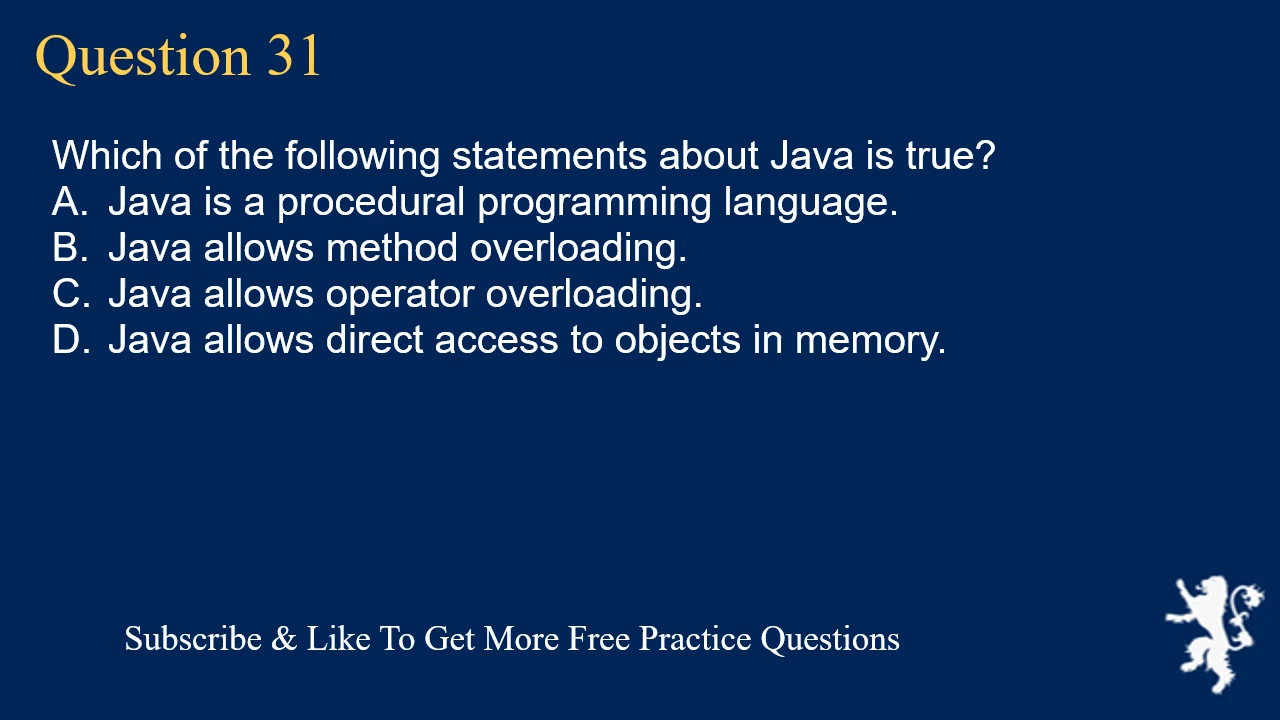 Question 31
Which of the following statements about Java is true?
A. Java is a procedural programming language.
B. Java allows method overloading.
C. Java allows operator overloading.
D. Java allows direct access to objects in memory.
Subscribe & Like To Get More Free Practice Questions